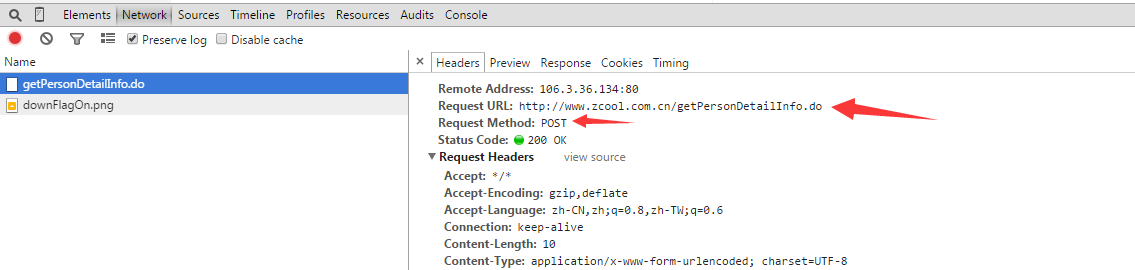 Elements Network Sources Timeline Resources Audits Console
Preserve log Disable cache
Name
getPersonDetailInfo.do
downFlagOn.png
× Headers Preview Response Cookies Timing
Remote Address: 106.3.36.134:80
Request URL: http://www.zcool.com.cn/getPersonDetailInfo.do
Request Method: POST
Status Code: 200 OK
Request Headers view source
Accept: */*
Accept-Encoding: gzip,deflate
Accept-Language: zh-CN,zh;q=0.8,zh-TW;q=0.6
Connection: keep-alive
Content-Length: 10
Content-Type: application/x-www-form-urlencoded; charset=UTF-8